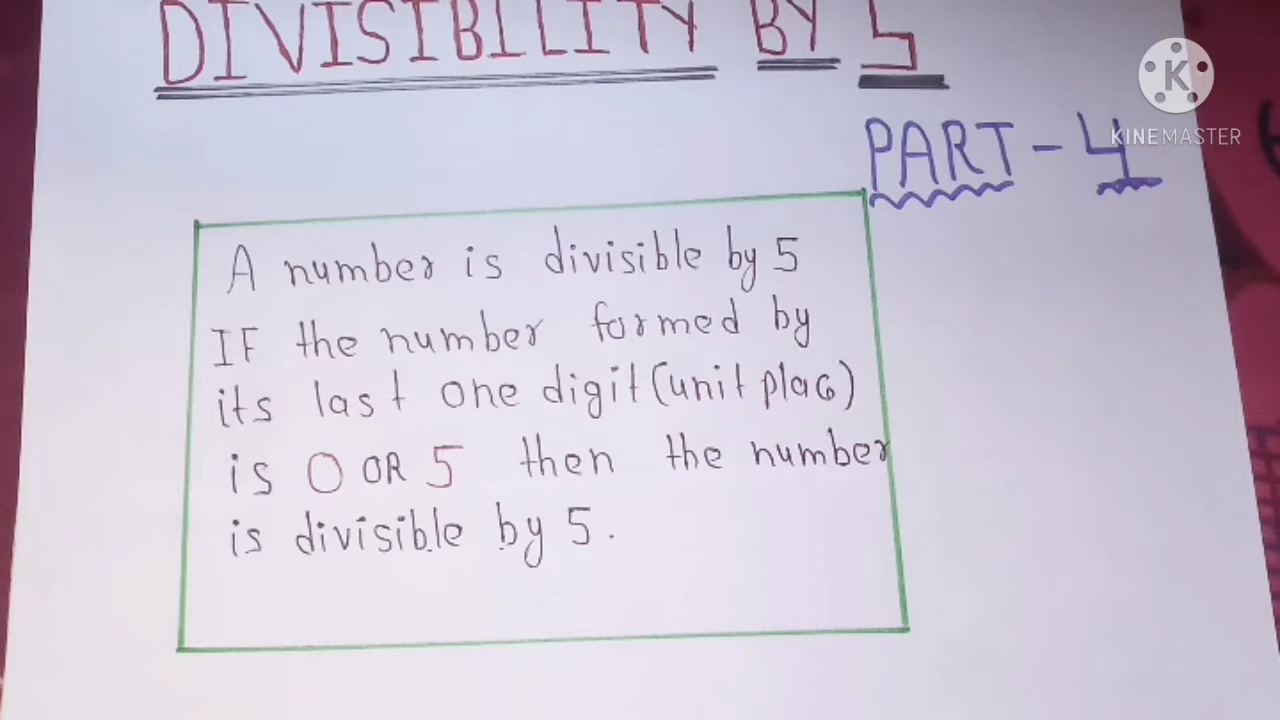 DIVISIBILITY BY 5
K
KINEMASTER
PART-4
A number is divisible by 5
IF the number formed by
its last one digit (unit place)
is 0 OR 5 then the number
is divisible by 5.